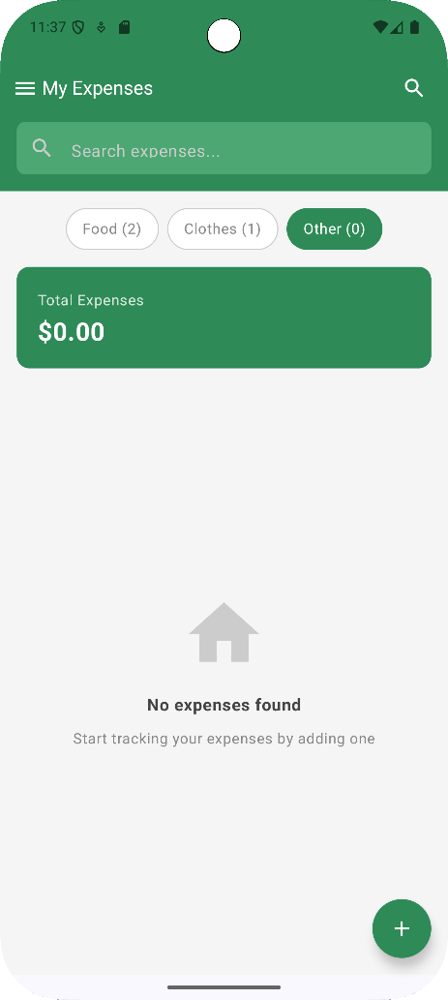 11:37
My Expenses
Search expenses...
Food (2)
Clothes (1)
Other (0)
Total Expenses
$0.00
No expenses found
Start tracking your expenses by adding one